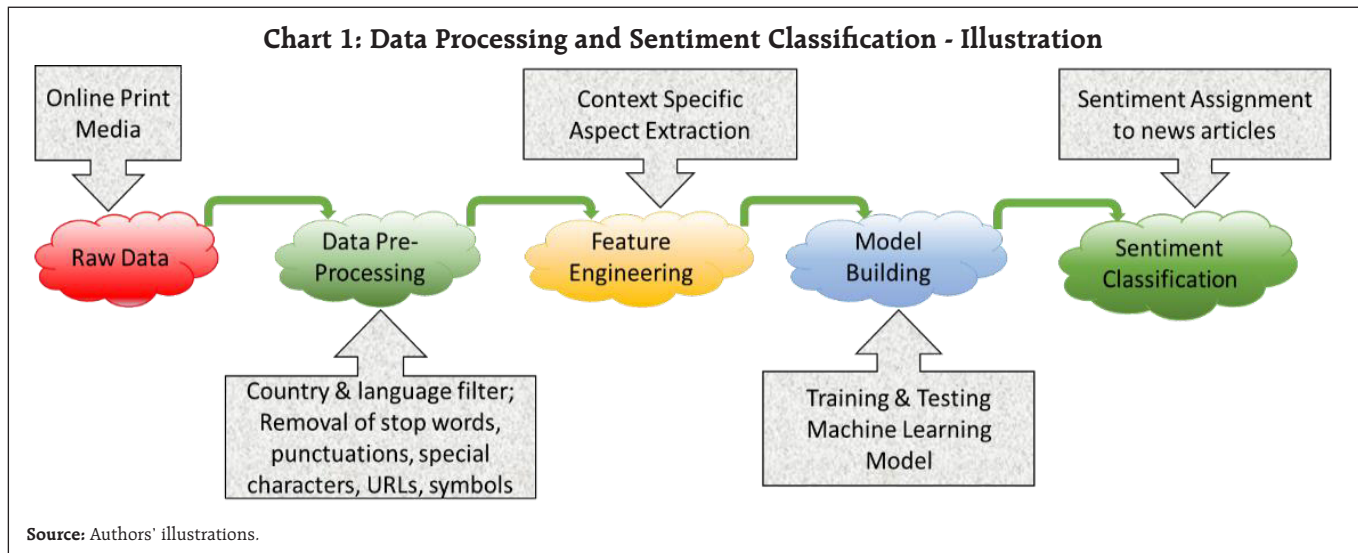 Chart 1: Data Processing and Sentiment Classification - Illustration
Online Print
Media
Context Specific
Aspect Extraction
Sentiment Assignment
to news articles
Raw Data
Data Pre-
Processing
Feature
Engineering
Model
Building
Sentiment
Classification
Country & language filter;
Removal of stop words,
punctuations, special
characters, URLs, symbols
Training & Testing
Machine Learning
Model
Source: Authors' illustrations.